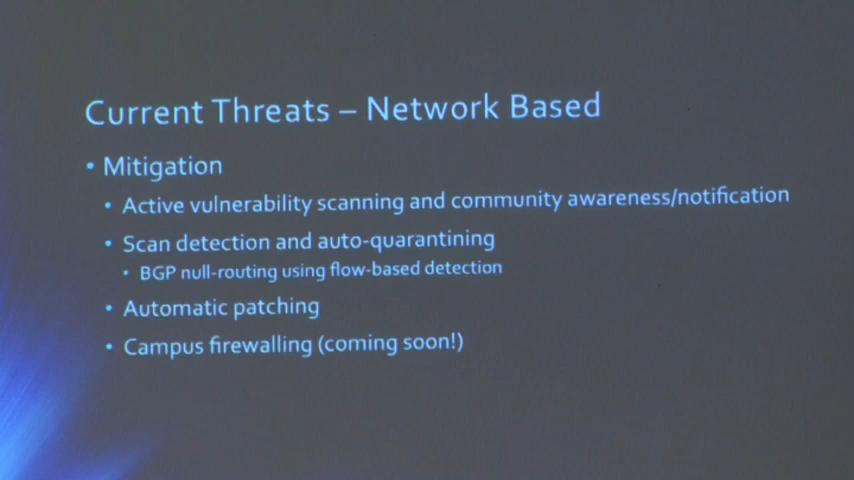 Current Threats – Network Based
• Mitigation
• Active vulnerability scanning and community awareness/notification
• Scan detection and auto-quarantining
• BGP null-routing using flow-based detection
• Automatic patching
• Campus firewalling (coming soon!)